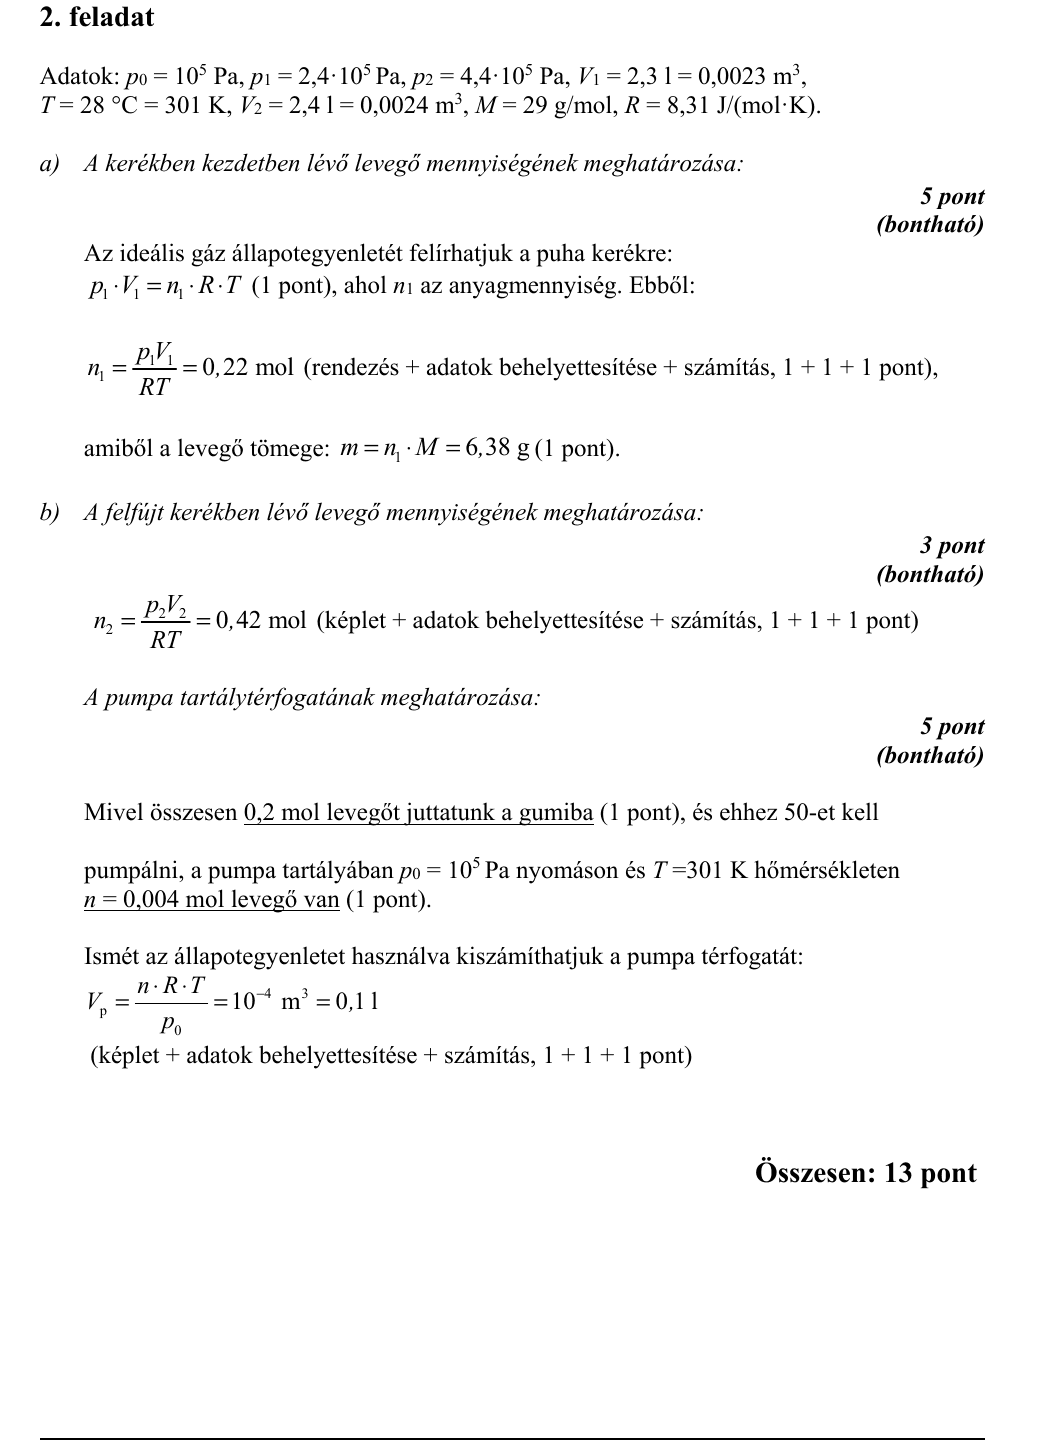 2. feladat
Adatok: p0 = 10⁵ Pa, p1 = 2,4·10⁵ Pa, p2 = 4,4·10⁵ Pa, V1 = 2,3 l = 0,0023 m³,
T = 28 °C = 301 K, V2 = 2,4 l = 0,0024 m³, M = 29 g/mol, R = 8,31 J/(mol·K).
a) A kerékben kezdetben lévő levegő mennyiségének meghatározása:
5 pont
(bontható)
Az ideális gáz állapotegyenletét felírhatjuk a puha kerékre:
p₁ · V₁ = n₁ · R · T (1 pont), ahol n1 az anyagmennyiség. Ebből:
n₁ = p₁V₁ / RT = 0,22 mol (rendezés + adatok behelyettesítése + számítás, 1 + 1 + 1 pont),
amiből a levegő tömege: m = n₁ · M = 6,38 g (1 pont).
b) A felfújt kerékben lévő levegő mennyiségének meghatározása:
3 pont
(bontható)
n₂ = p₂V₂ / RT = 0,42 mol (képlet + adatok behelyettesítése + számítás, 1 + 1 + 1 pont)
A pumpa tartálytérfogatának meghatározása:
5 pont
(bontható)
Mivel összesen 0,2 mol levegőt juttatunk a gumiba (1 pont), és ehhez 50-et kell
pumpálni, a pumpa tartályában p0 = 10⁵ Pa nyomáson és T =301 K hőmérsékleten
n = 0,004 mol levegő van (1 pont).
Ismét az állapotegyenletet használva kiszámíthatjuk a pumpa térfogatát:
Vₚ = n · R · T / p₀ = 10⁻⁴ m³ = 0,1 l
(képlet + adatok behelyettesítése + számítás, 1 + 1 + 1 pont)
Összesen: 13 pont